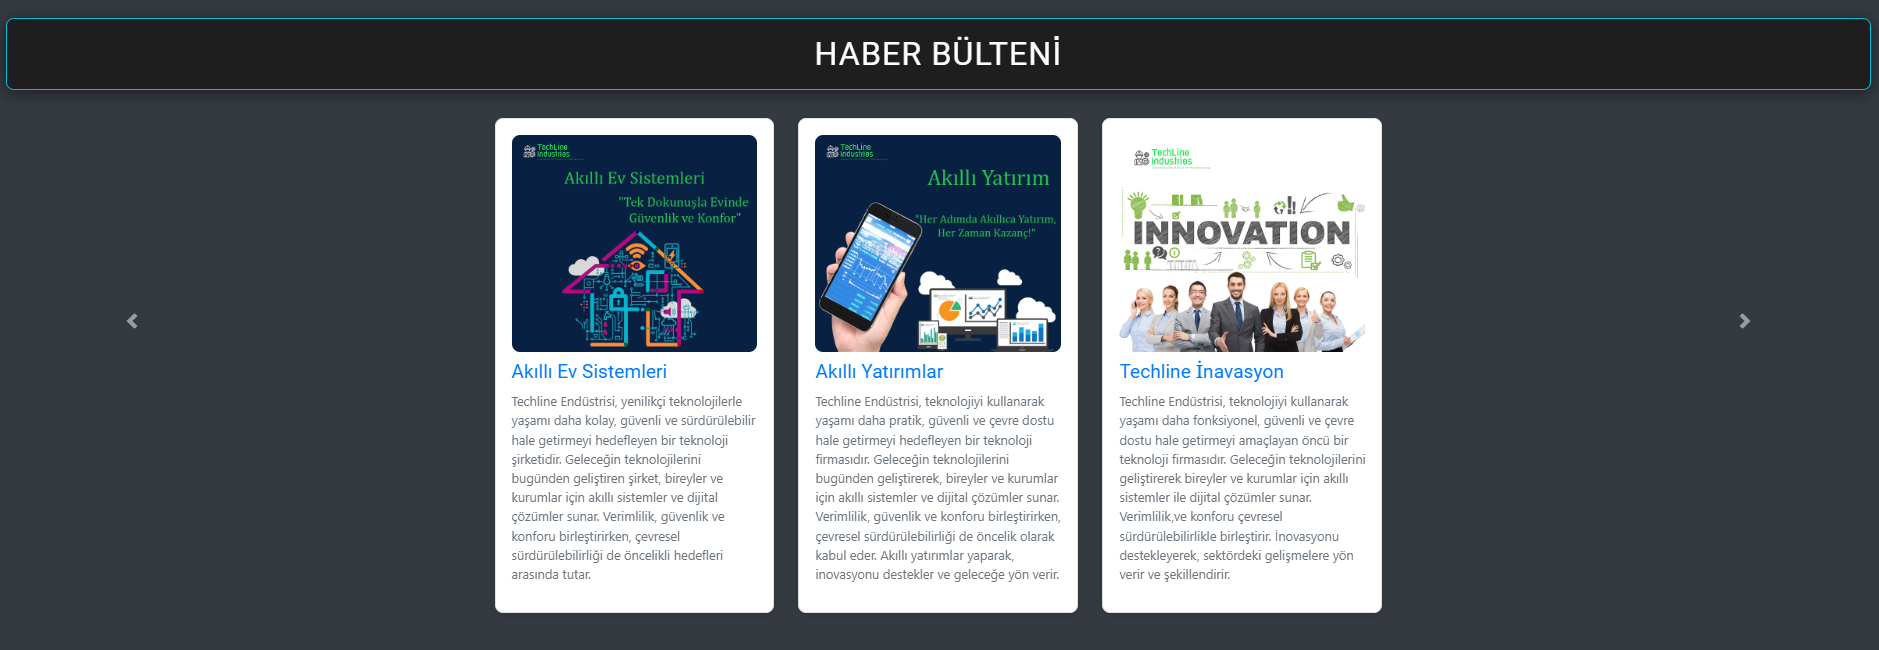 HABER BÜLTENİ
TechLine
Industries
Akıllı Ev Sistemleri
"Tek Dokunuşla Evinde
Güvenlik ve Konfor"
Akıllı Ev Sistemleri
Techline Endüstrisi, yenilikçi teknolojilerle
yaşamı daha kolay, güvenli ve sürdürülebilir
hale getirmeyi hedefleyen bir teknoloji
şirketidir. Geleceğin teknolojilerini
bugünden geliştiren şirket, bireyler ve
kurumlar için akıllı sistemler ve dijital
çözümler sunar. Verimlilik, güvenlik ve
konforu birleştirirken, çevresel
sürdürülebilirliği de öncelikli hedefleri
arasında tutar.
TechLine
Industries
Akıllı Yatırım
"Her Adımda Akıllıca Yatırım,
Her Zaman Kazanç!"
Akıllı Yatırımlar
Techline Endüstrisi, teknolojiyi kullanarak
yaşamı daha pratik, güvenli ve çevre dostu
hale getirmeyi hedefleyen bir teknoloji
firmasıdır. Geleceğin teknolojilerini
bugünden geliştirerek, bireyler ve kurumlar
için akıllı sistemler ve dijital çözümler sunar.
Verimlilik, güvenlik ve konforu birleştirirken,
çevresel sürdürülebilirliği de öncelik olarak
kabul eder. Akıllı yatırımlar yaparak,
inovasyonu destekler ve geleceğe yön verir.
TechLine
Industries
INNOVATION
Techline İnavasyon
Techline Endüstrisi, teknolojiyi kullanarak
yaşamı daha fonksiyonel, güvenli ve çevre
dostu hale getirmeyi amaçlayan öncü bir
teknoloji firmasıdır. Geleceğin teknolojilerini
geliştirerek bireyler ve kurumlar için akıllı
sistemler ile dijital çözümler sunar.
Verimlilik,ve konforu çevresel
sürdürülebilirlikle birleştirir. İnovasyonu
destekleyerek, sektördeki gelişmelere yön
verir ve şekillendirir.